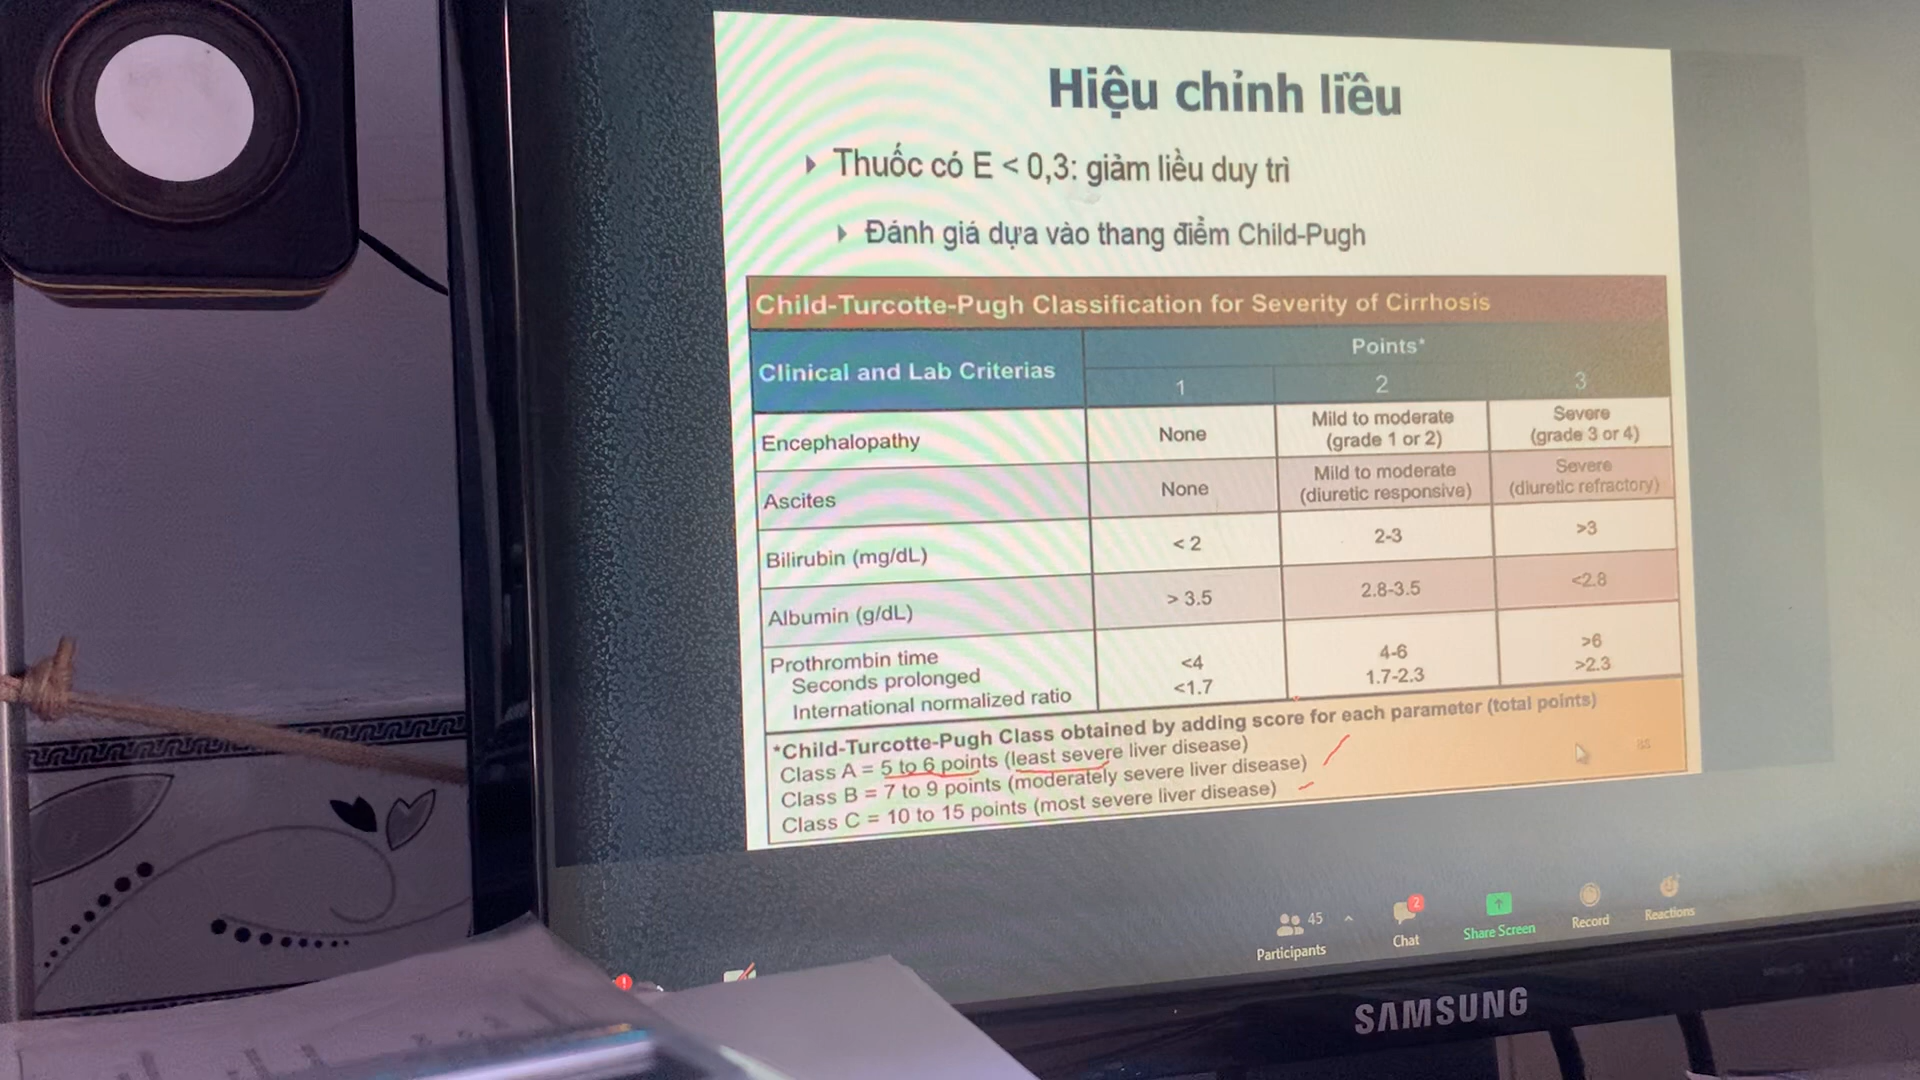 Hiệu chỉnh liều
Thuốc có E < 0,3: giảm liều duy trì
Đánh giá dựa vào thang điểm Child-Pugh
Child-Turcotte-Pugh Classification for Severity of Cirrhosis
Clinical and Lab Criterias
Points*
1 2 3
Encephalopathy None Mild to moderate (grade 1 or 2) Severe (grade 3 or 4)
Ascites None Mild to moderate (diuretic responsive) Severe (diuretic refractory)
Bilirubin (mg/dL) < 2 2-3 >3
Albumin (g/dL) > 3.5 2.8-3.5 <2.8
Prothrombin time
Seconds prolonged <4 4-6 >6
International normalized ratio <1.7 1.7-2.3 >2.3
*Child-Turcotte-Pugh Class obtained by adding score for each parameter (total points)
Class A = 5 to 6 points (least severe liver disease)
Class B = 7 to 9 points (moderately severe liver disease)
Class C = 10 to 15 points (most severe liver disease)
45
Participants
2
Chat
Share Screen
Record
Reactions
SAMSUNG